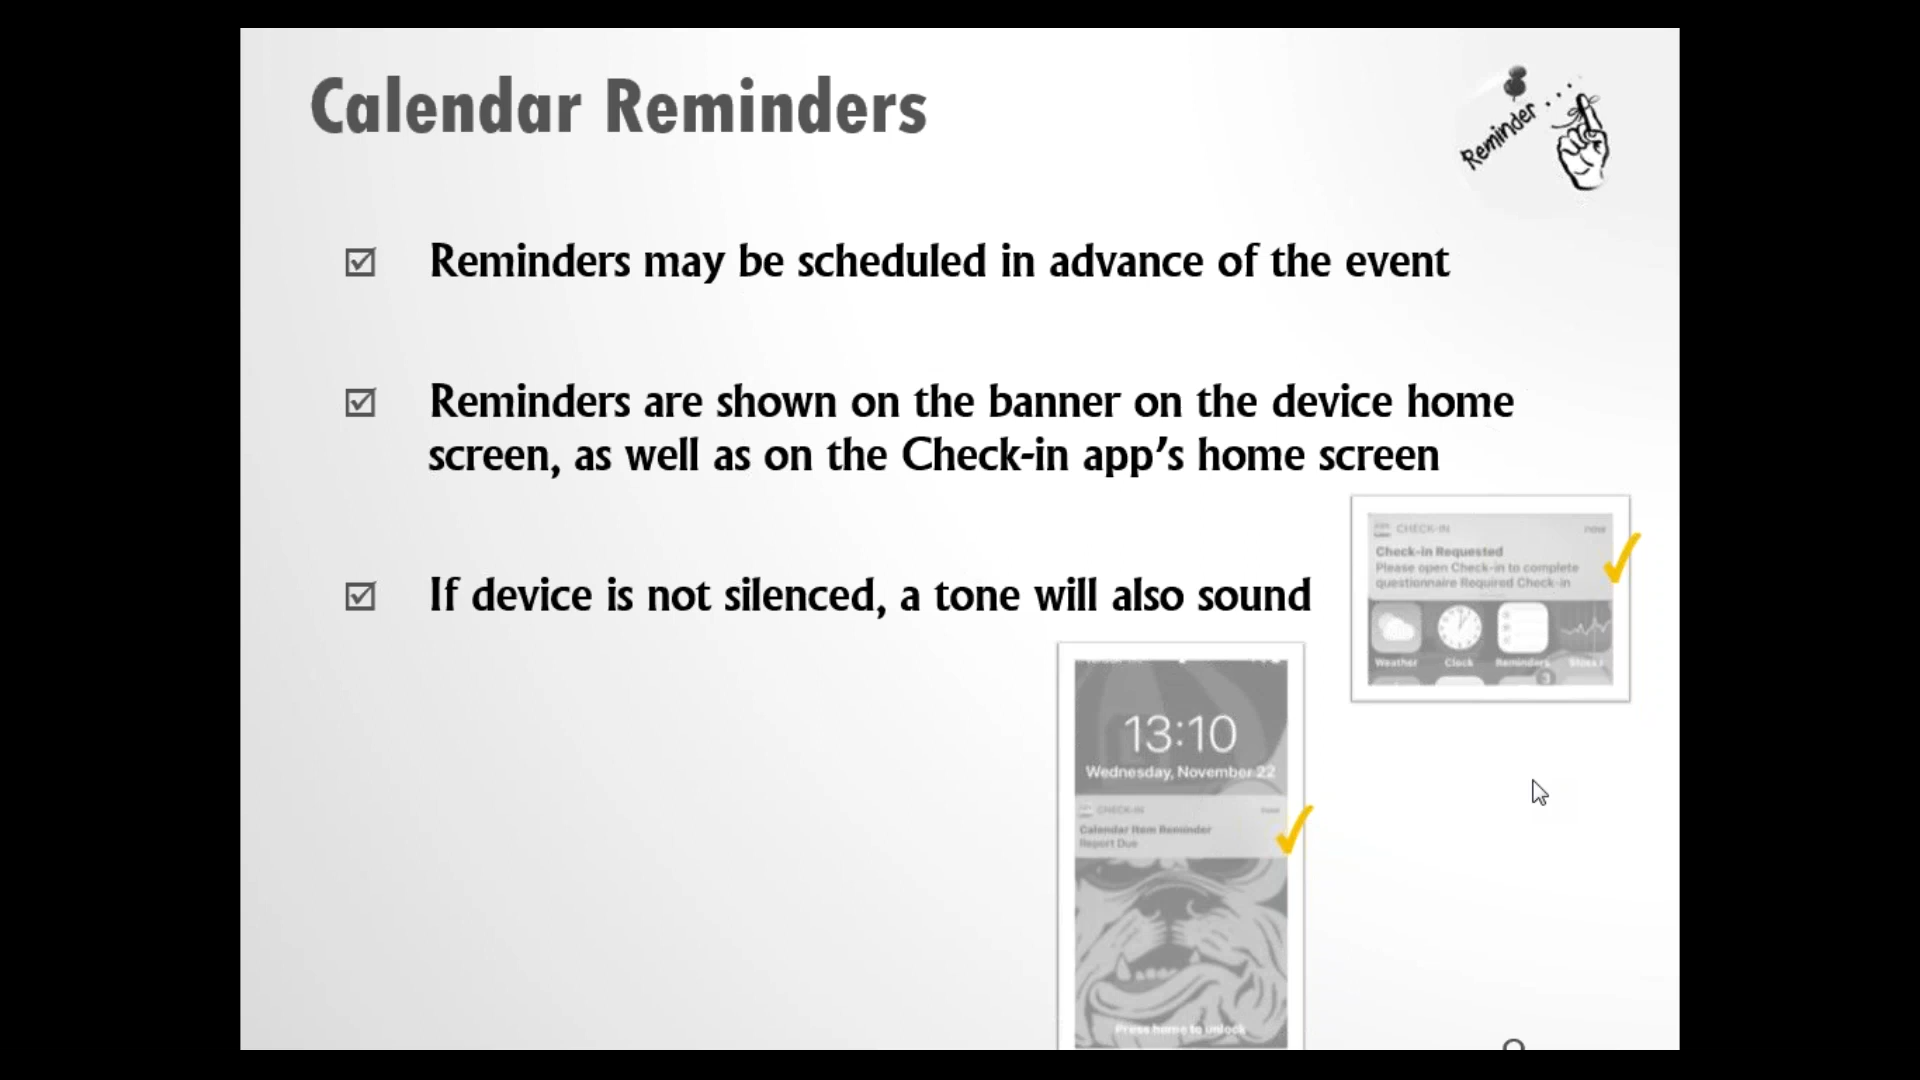 Calendar Reminders
Reminder...
Reminders may be scheduled in advance of the event
Reminders are shown on the banner on the device home
screen, as well as on the Check-in app's home screen
If device is not silenced, a tone will also sound
CHECK-IN now
Check-in Requested
Please open Check-in to complete
questionnaire Required Check-in
Weather Clock Reminders Stocks
3
13:10
Wednesday, November 22
CHECK-IN now
Calendar Item Reminder
Report Due
Press home to unlock